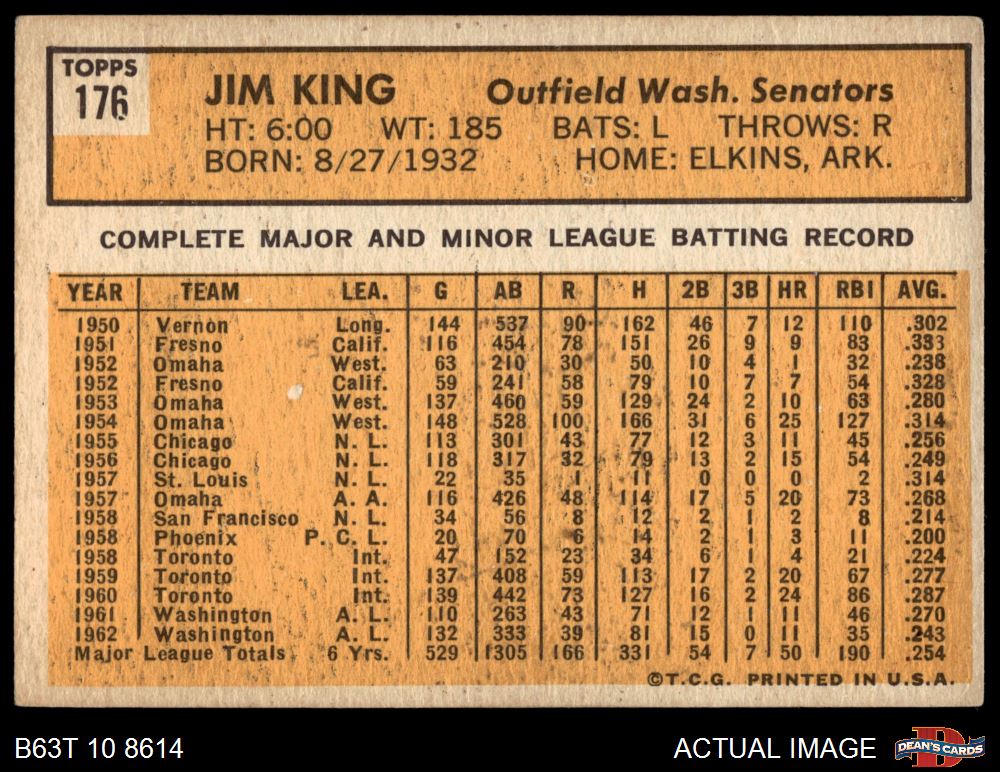 TOPPS
176
JIM KING Outfield Wash. Senators
HT: 6:00 WT: 185 BATS: L THROWS: R
BORN: 8/27/1932 HOME: ELKINS, ARK.
COMPLETE MAJOR AND MINOR LEAGUE BATTING RECORD
YEAR TEAM LEA. G AB R H 2B 3B HR RBI AVG.
1950 Vernon Long. 144 537 90 162 46 7 12 110 .302
1951 Fresno Calif. 116 454 78 151 26 9 9 83 .333
1952 Omaha West. 63 210 30 50 10 4 1 32 .238
1952 Fresno Calif. 59 241 58 79 10 7 7 54 .328
1953 Omaha West. 137 460 59 129 24 2 10 63 .280
1954 Omaha West. 148 528 100 166 31 6 25 127 .314
1955 Chicago N. L. 113 301 43 77 12 3 11 45 .256
1956 Chicago N. L. 118 317 32 79 13 2 15 54 .249
1957 St. Louis N. L. 22 35 1 11 0 0 0 2 .314
1957 Omaha A. A. 116 426 48 114 17 5 20 73 .268
1958 San Francisco N. L. 34 56 8 12 2 1 2 8 .214
1958 Phoenix P. C. L. 20 70 6 14 2 1 3 11 .200
1958 Toronto Int. 47 152 23 34 6 1 4 21 .224
1959 Toronto Int. 137 408 59 113 17 2 20 67 .277
1960 Toronto Int. 139 442 73 127 16 2 24 86 .287
1961 Washington A. L. 110 263 43 71 12 1 11 46 .270
1962 Washington A. L. 132 333 39 81 15 0 11 35 .243
Major League Totals 6 Yrs. 529 1305 166 331 54 7 50 190 .254
©T.C.G. PRINTED IN U.S.A.
B63T 10 8614 ACTUAL IMAGE DEAN'S CARDS